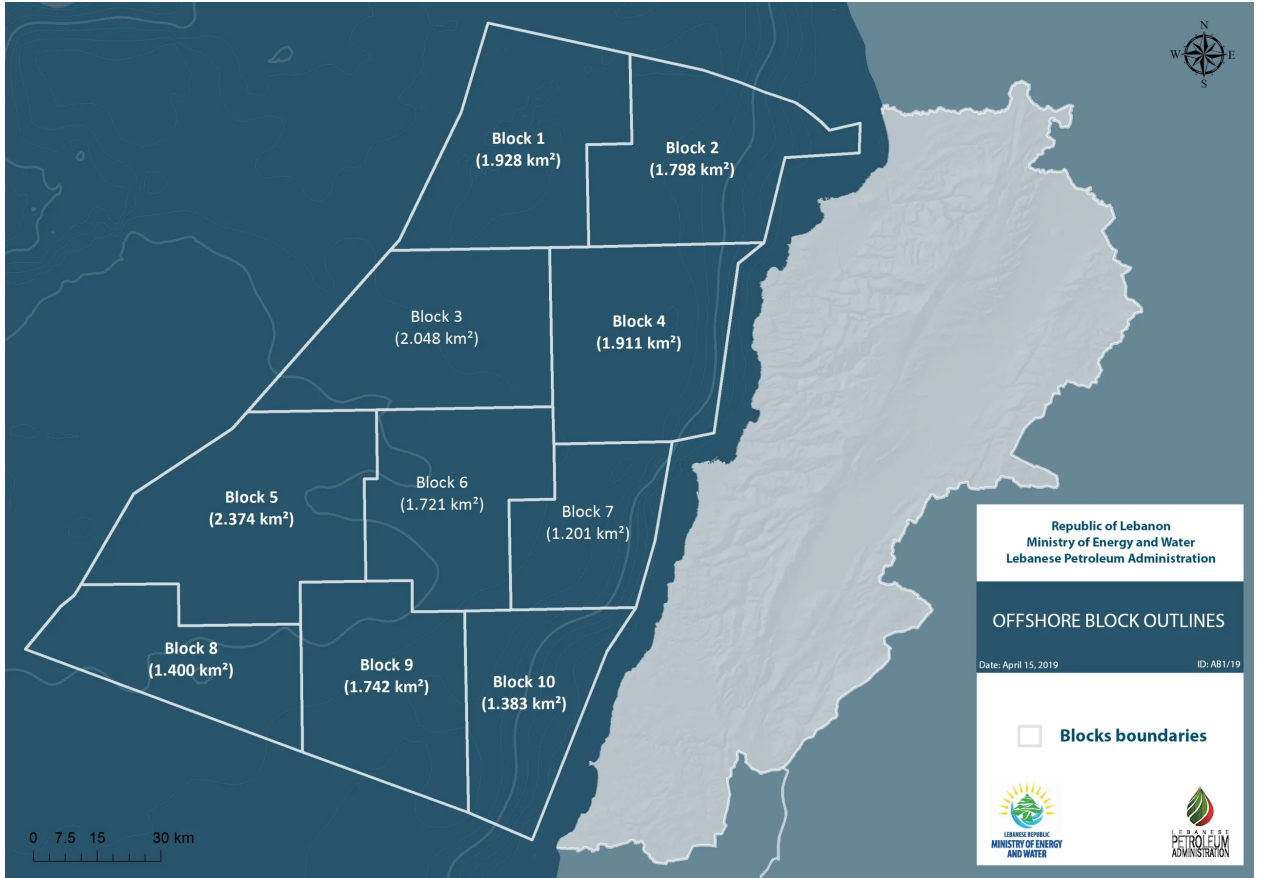 N
W
E
S
Block 1
(1.928 km²)
Block 2
(1.798 km²)
Block 3
(2.048 km²)
Block 4
(1.911 km²)
Block 5
(2.374 km²)
Block 6
(1.721 km²)
Block 7
(1.201 km²)
Block 8
(1.400 km²)
Block 9
(1.742 km²)
Block 10
(1.383 km²)
Republic of Lebanon
Ministry of Energy and Water
Lebanese Petroleum Administration
OFFSHORE BLOCK OUTLINES
Date: April 15, 2019
ID: AB1/19
Blocks boundaries
LEBANESE REPUBLIC
MINISTRY OF ENERGY
AND WATER
LEBANESE
PETROLEUM
ADMINISTRATION
0 7.5 15 30 km